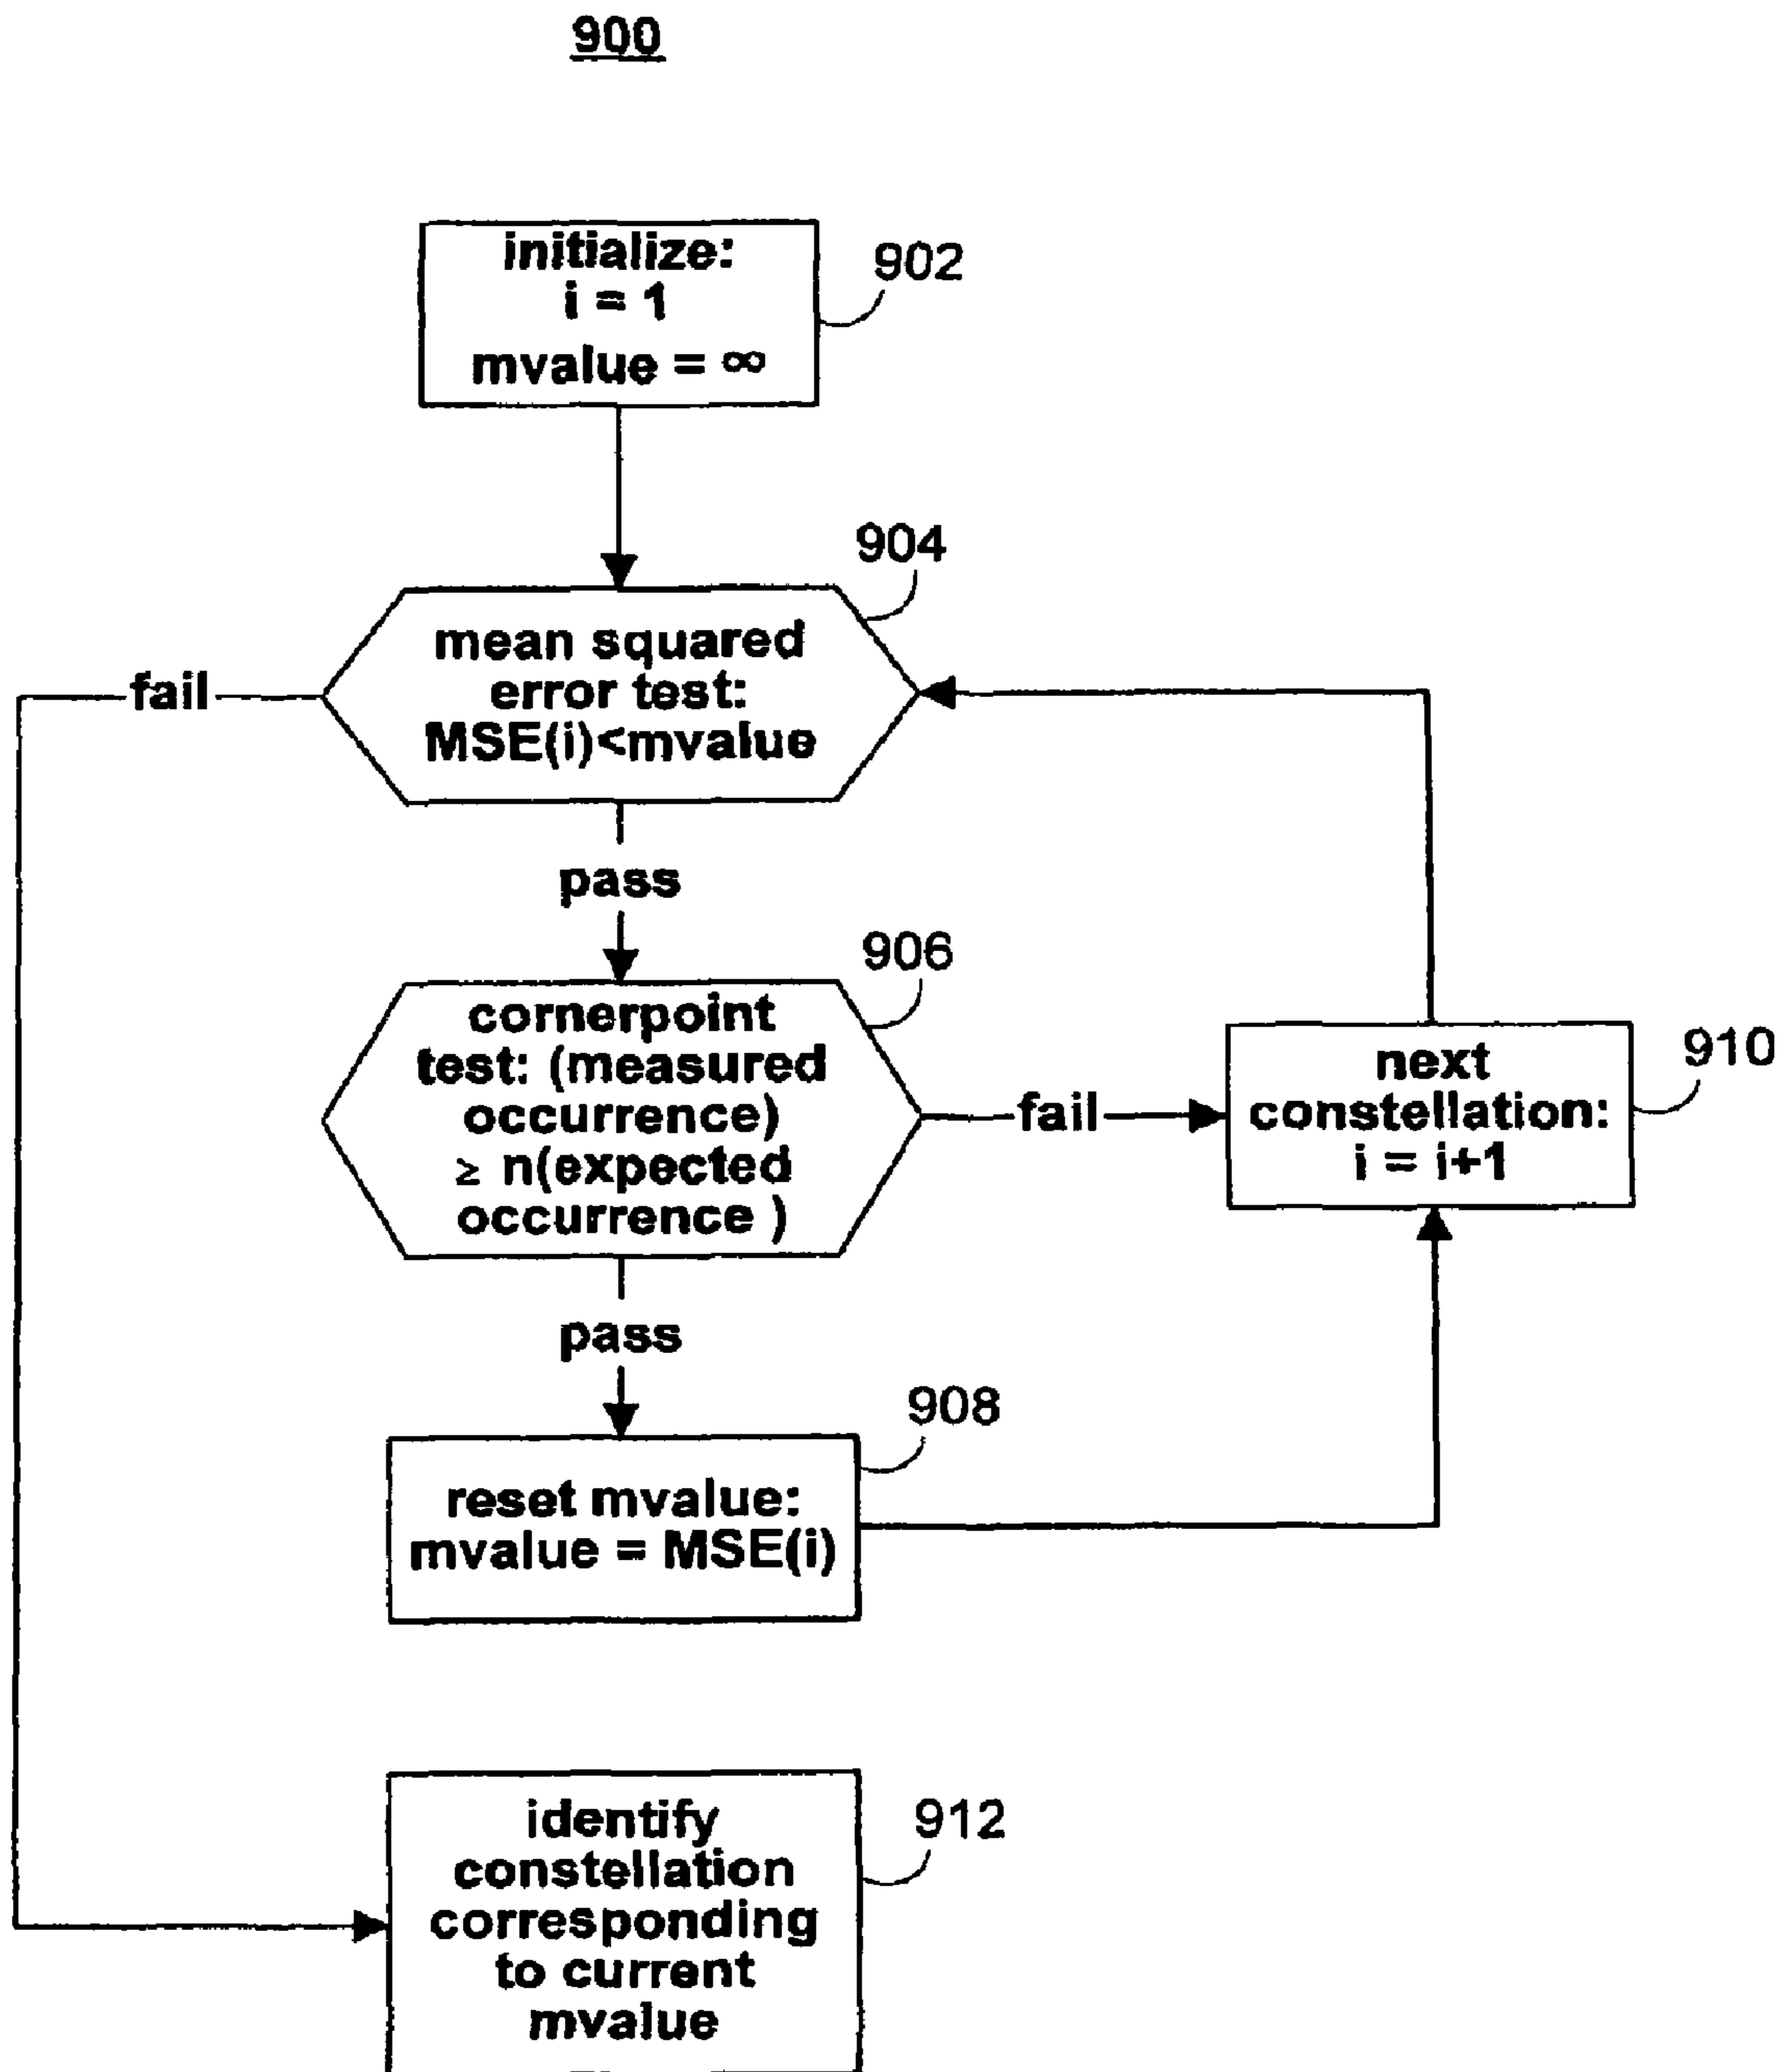 900
initialize:
i = 1
mvalue = ∞
902
904
mean squared
error test:
MSE(i)<mvalue
fail
pass
906
cornerpoint
test: (measured
occurrence)
≥ n(expected
occurrence )
fail
next
constellation:
i = i+1
910
pass
908
reset mvalue:
mvalue = MSE(i)
identify
constellation
corresponding
to current
mvalue
912